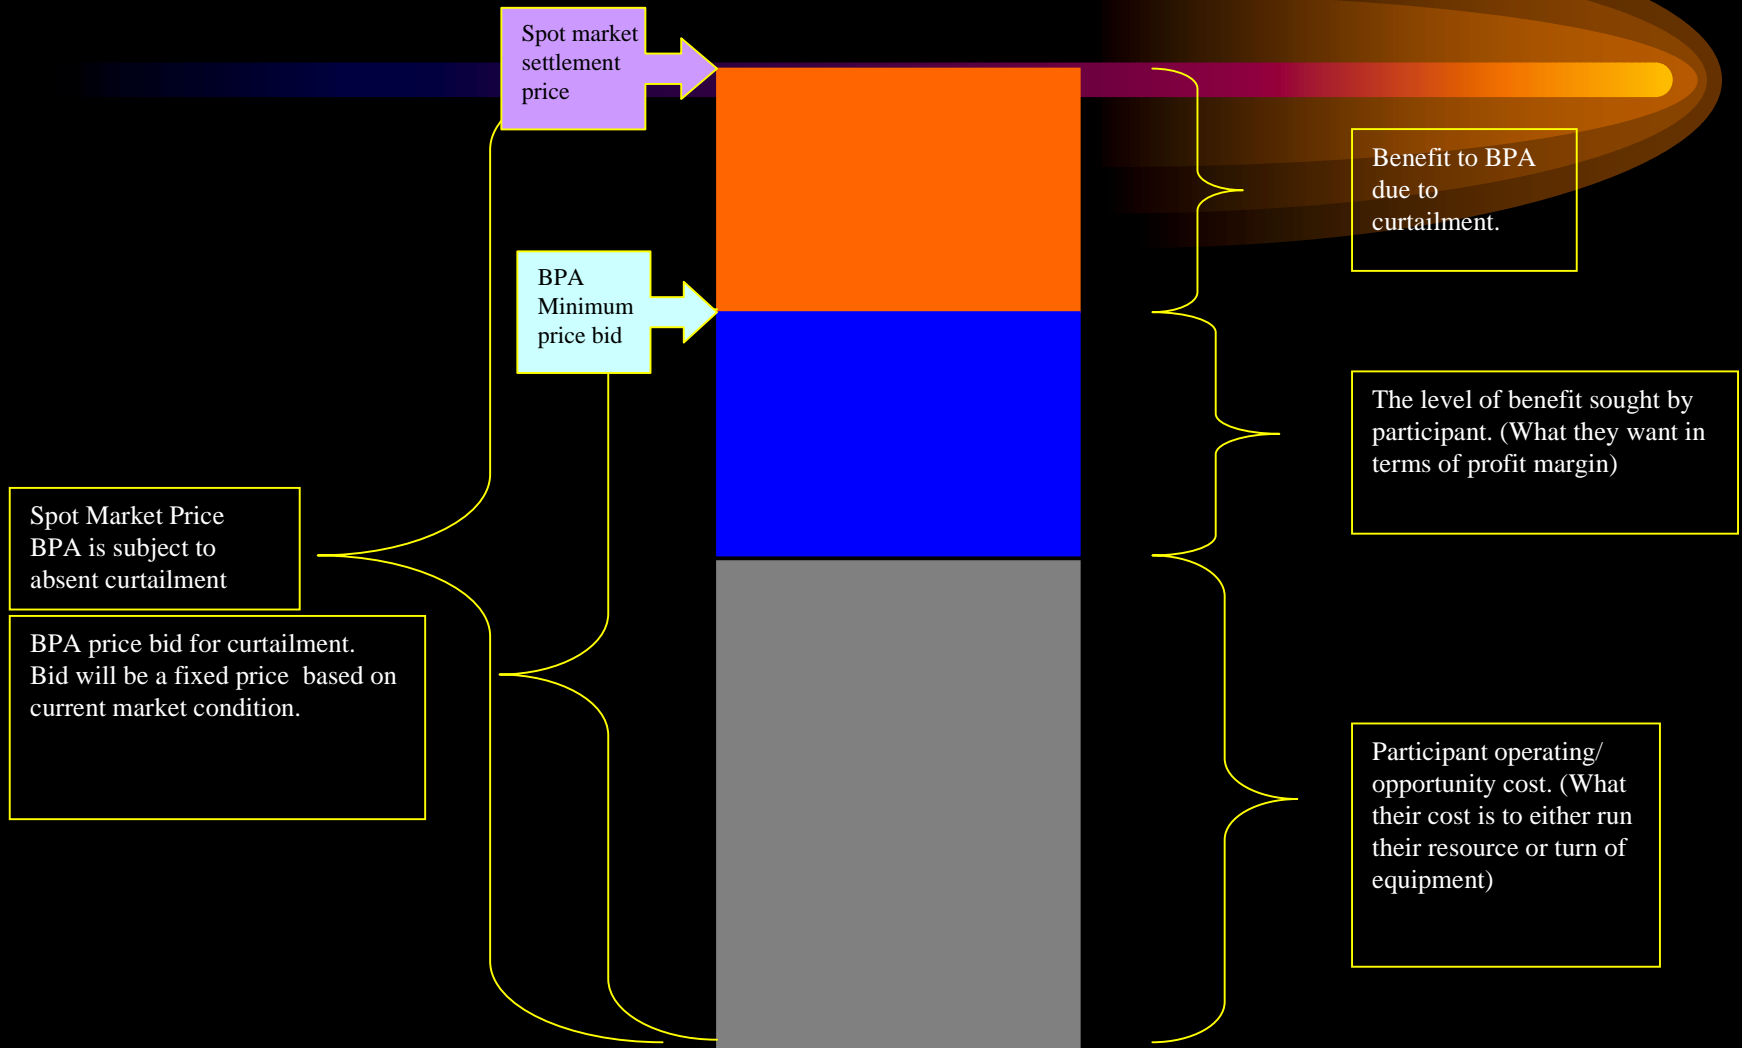 Spot market
settlement
price
Benefit to BPA
due to
curtailment.
BPA
Minimum
price bid
The level of benefit sought by
participant. (What they want in
terms of profit margin)
Spot Market Price
BPA is subject to
absent curtailment
BPA price bid for curtailment.
Bid will be a fixed price  based on
current market condition.
Participant operating/
opportunity cost. (What
their cost is to either run
their resource or turn of
equipment)